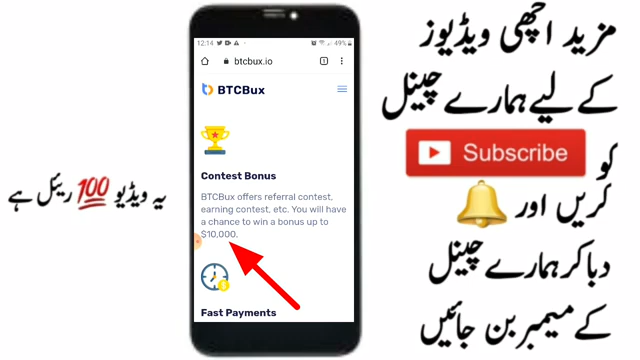 یہ ویڈیو 100 رئیل ہے
12:14
49%
btcbux.io
1
BTCBux
Contest Bonus
BTCBux offers referral contest,
earning contest, etc. You will have
a chance to win a bonus up to
$10,000.
Fast Payments
مزید اچھی ویڈیوز
کے لیے ہمارے چینل
کو Subscribe
کریں اور
دبا کر ہمارے چینل
کے میمبر بن جائیں